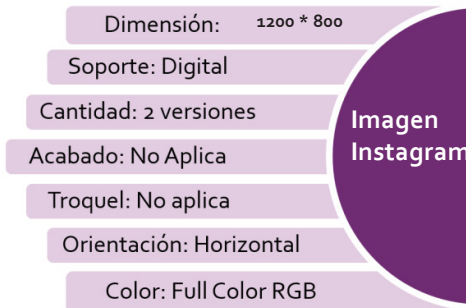 Dimensión: 1200 * 800
Soporte: Digital
Cantidad: 2 versiones
Acabado: No Aplica
Troquel: No aplica
Orientación: Horizontal
Color: Full Color RGB
Imagen
Instagram